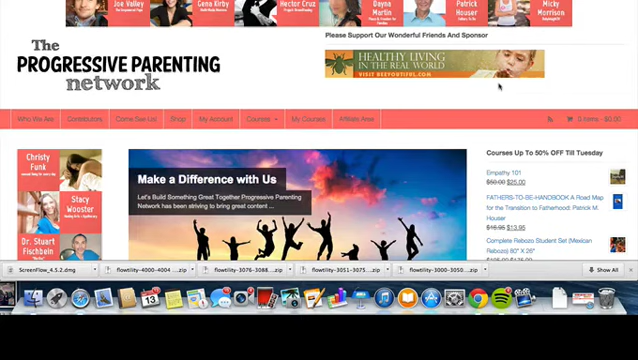 Joe Valley
Gena Kirby
Hector Cruz
Dayna Martin
Patrick Houser
Micky Morrison
Please Support Our Wonderful Friends And Sponsor
The
PROGRESSIVE PARENTING
network
HEALTHY LIVING
IN THE REAL WORLD
VISIT BEEYOUTIFUL.COM
Who We Are
Contributors
Come See Us
Shop
My Account
Courses
My Courses
Affiliate Area
0 items - $0.00
Christy
Funk
Stacy
Wooster
Dr. Stuart
Fischbein
Make a Difference with Us
Let's Build Something Great Together Progressive Parenting
Network has been striving to bring great content ...
Courses Up To 50% OFF Till Tuesday
Empathy 101
$50.00 $25.00
FATHERS-TO-BE-HANDBOOK A Road Map
for the Transition to Fatherhood: Patrick M.
Houser
$16.95 $13.95
Complete Rebozo Student Set (Mexican
Rebozo) 80" x 26"
ScreenFlow_4.5.2.dmg
flowtility-4000-4404 ....zip
flowtility-3076-3088....zip
flowtility-3051-3075....zip
flowtility-3000-3050....zip
Show All
13